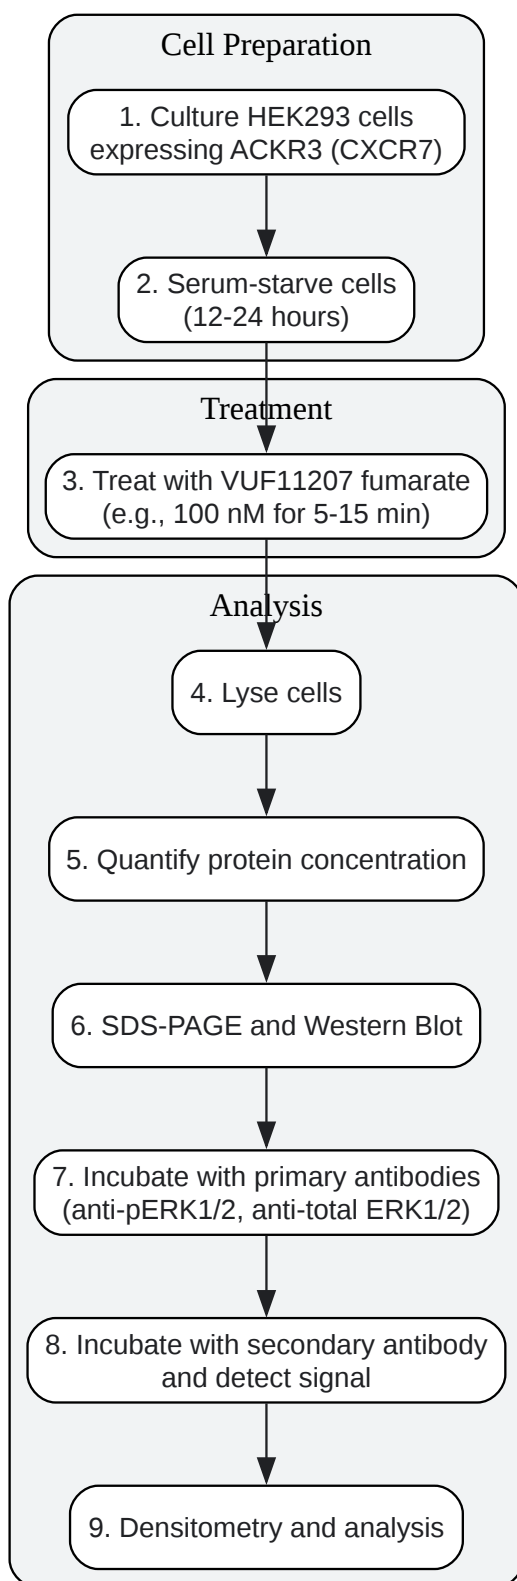 Cell Preparation
1. Culture HEK293 cells
expressing ACKR3 (CXCR7)
2. Serum-starve cells
(12-24 hours)
Treatment
3. Treat with VUF11207 fumarate
(e.g., 100 nM for 5-15 min)
Analysis
4. Lyse cells
5. Quantify protein concentration
6. SDS-PAGE and Western Blot
7. Incubate with primary antibodies
(anti-pERK1/2, anti-total ERK1/2)
8. Incubate with secondary antibody
and detect signal
9. Densitometry and analysis